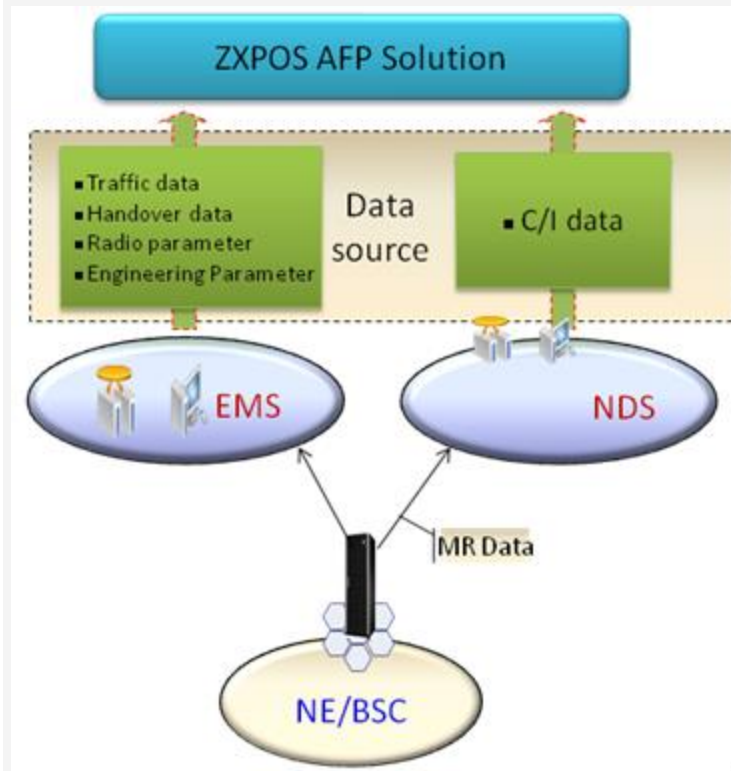 ZXPOS AFP Solution
▪ Traffic data
▪ Handover data
▪ Radio parameter
▪ Engineering Parameter
Data
source
▪ C/I data
EMS
NDS
MR Data
NE/BSC